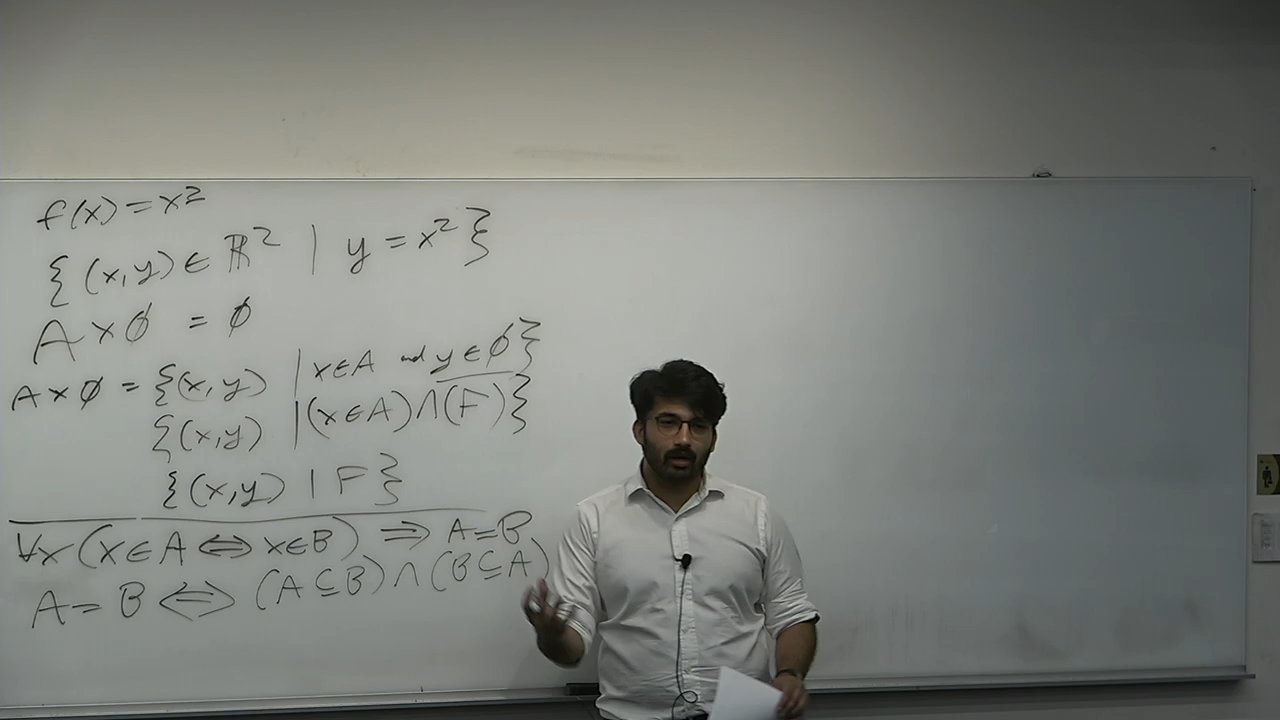 f(x) = x²
{(x,y) ∈ ℝ² | y = x²}
A × ∅ = ∅
A × ∅ = {(x,y) | x ∈ A and y ∈ ∅}
{(x,y) | (x ∈ A) ∧ (F)}
{(x,y) | F}
∀x (x ∈ A ⇔ x ∈ B) ⇒ A = B
A = B ⇔ (A ⊆ B) ∧ (B ⊆ A)